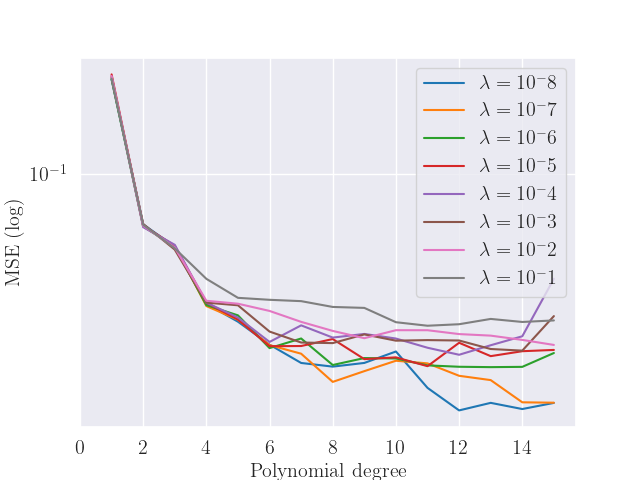 λ = 10⁻8
λ = 10⁻7
λ = 10⁻6
λ = 10⁻5
λ = 10⁻4
λ = 10⁻3
λ = 10⁻2
λ = 10⁻1
10⁻¹
MSE (log)
0 2 4 6 8 10 12 14
Polynomial degree